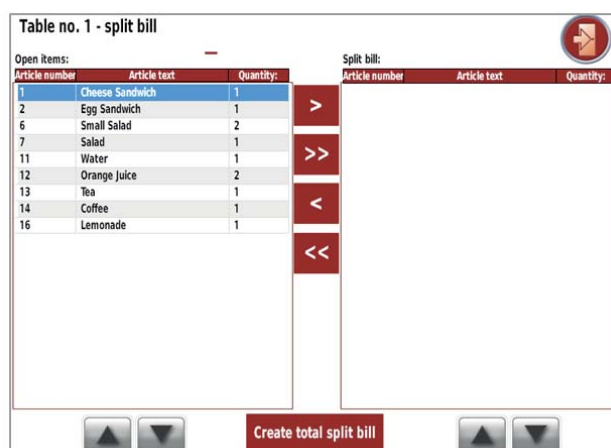 Table no. 1 - split bill
Open items:
Split bill:
Article number Article text Quantity:
Article number Article text Quantity:
1 Cheese Sandwich 1
2 Egg Sandwich 1
6 Small Salad 2
7 Salad 1
11 Water 1
12 Orange Juice 2
13 Tea 1
14 Coffee 1
16 Lemonade 1
>
>>
<
<<
Create total split bill